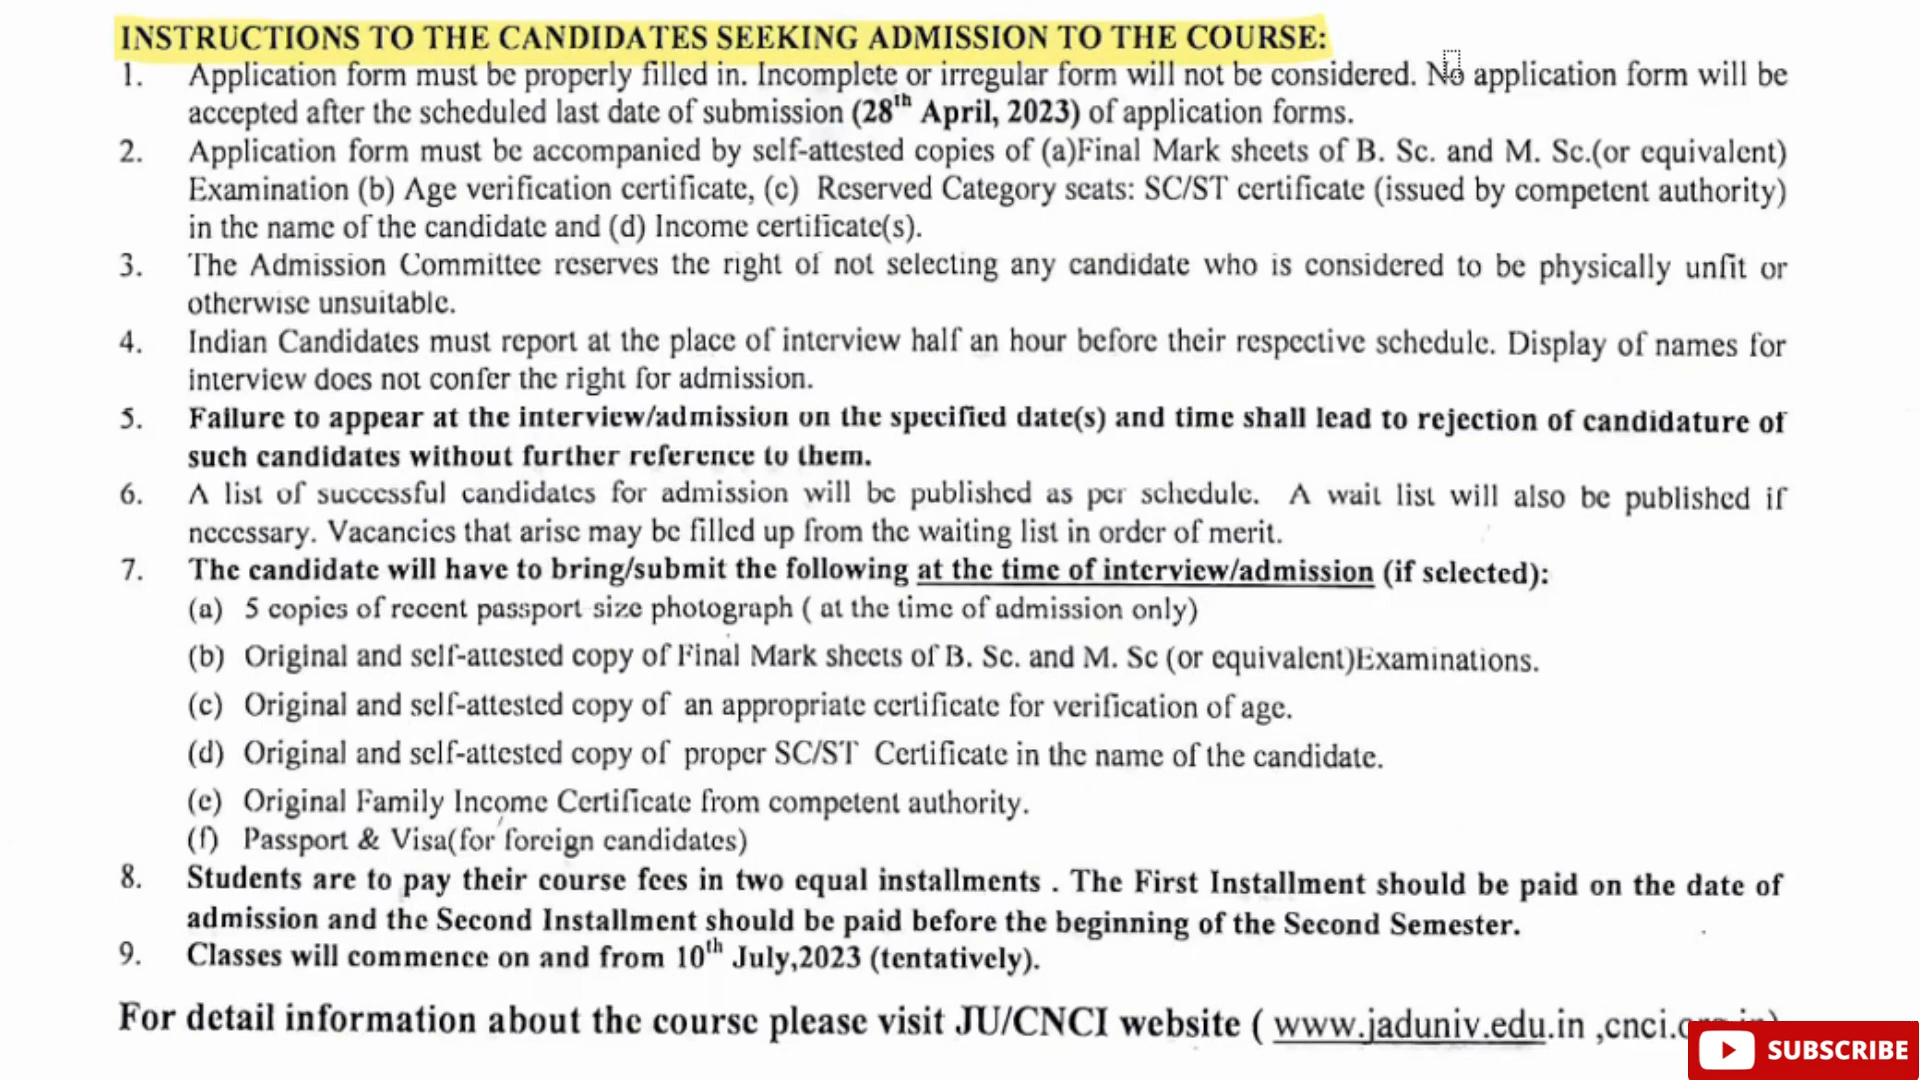 INSTRUCTIONS TO THE CANDIDATES SEEKING ADMISSION TO THE COURSE:
1. Application form must be properly filled in. Incomplete or irregular form will not be considered. No application form will be
accepted after the scheduled last date of submission (28th April, 2023) of application forms.
2. Application form must be accompanied by self-attested copies of (a)Final Mark sheets of B. Sc. and M. Sc.(or equivalent)
Examination (b) Age verification certificate, (c) Reserved Category seats: SC/ST certificate (issued by competent authority)
in the name of the candidate and (d) Income certificate(s).
3. The Admission Committee reserves the right of not selecting any candidate who is considered to be physically unfit or
otherwise unsuitable.
4. Indian Candidates must report at the place of interview half an hour before their respective schedule. Display of names for
interview does not confer the right for admission.
5. Failure to appear at the interview/admission on the specified date(s) and time shall lead to rejection of candidature of
such candidates without further reference to them.
6. A list of successful candidates for admission will be published as per schedule. A wait list will also be published if
necessary. Vacancies that arise may be filled up from the waiting list in order of merit.
7. The candidate will have to bring/submit the following at the time of interview/admission (if selected):
(a) 5 copies of recent passport size photograph ( at the time of admission only)
(b) Original and self-attested copy of Final Mark sheets of B. Sc. and M. Sc (or equivalent)Examinations.
(c) Original and self-attested copy of an appropriate certificate for verification of age.
(d) Original and self-attested copy of proper SC/ST Certificate in the name of the candidate.
(e) Original Family Income Certificate from competent authority.
(f) Passport & Visa(for foreign candidates)
8. Students are to pay their course fees in two equal installments . The First Installment should be paid on the date of
admission and the Second Installment should be paid before the beginning of the Second Semester.
9. Classes will commence on and from 10th July,2023 (tentatively).
For detail information about the course please visit JU/CNCI website ( www.jaduniv.edu.in ,cnci.
SUBSCRIBE